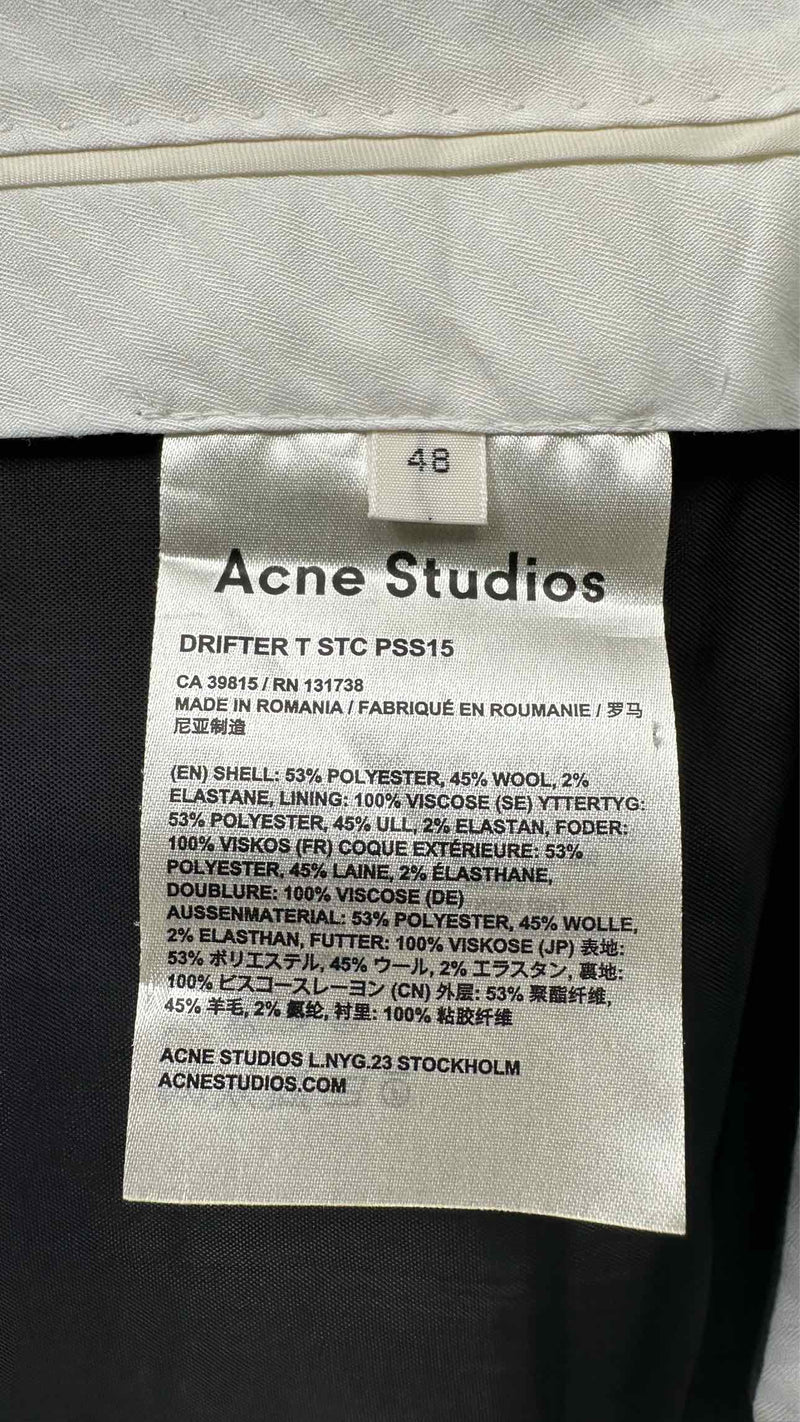 48
Acne Studios
DRIFTER T STC PSS15
CA 39815 / RN 131738
MADE IN ROMANIA / FABRIQUÉ EN ROUMANIE / 罗马
尼亚制造
(EN) SHELL: 53% POLYESTER, 45% WOOL, 2%
ELASTANE, LINING: 100% VISCOSE (SE) YTTERTYG:
53% POLYESTER, 45% ULL, 2% ELASTAN, FODER:
100% VISKOS (FR) COQUE EXTÉRIEURE: 53%
POLYESTER, 45% LAINE, 2% ÉLASTHANE,
DOUBLURE: 100% VISCOSE (DE)
AUSSENMATERIAL: 53% POLYESTER, 45% WOLLE,
2% ELASTHAN, FUTTER: 100% VISKOSE (JP) 表地:
53% ポリエステル, 45% ウール, 2% エラスタン, 裏地:
100% ビスコースレーヨン (CN) 外层: 53% 聚酯纤维,
45% 羊毛, 2% 氨纶, 衬里: 100% 粘胶纤维
ACNE STUDIOS L.NYG.23 STOCKHOLM
ACNESTUDIOS.COM